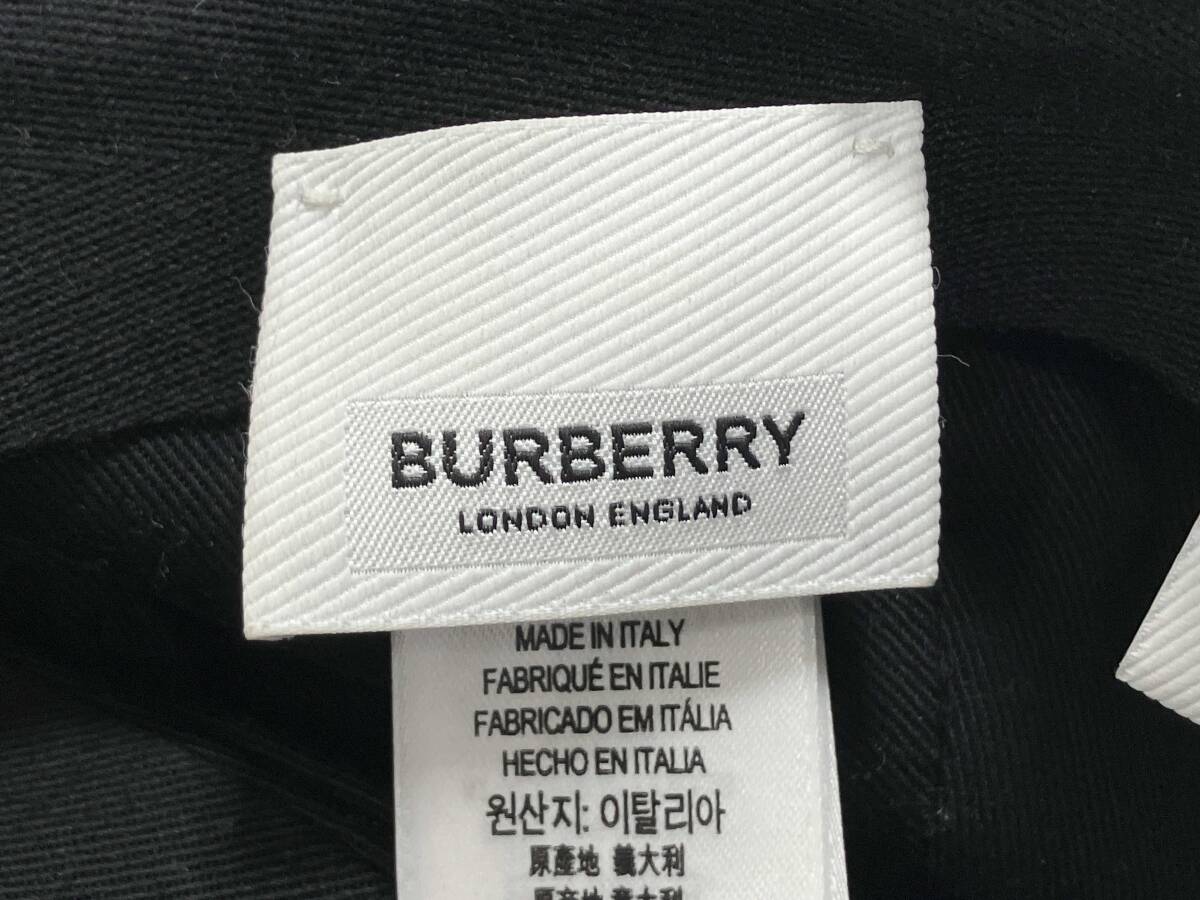 BURBERRY
LONDON ENGLAND
MADE IN ITALY
FABRIQUÉ EN ITALIE
FABRICADO EM ITÁLIA
HECHO EN ITALIA
원산지: 이탈리아
原產地 義大利